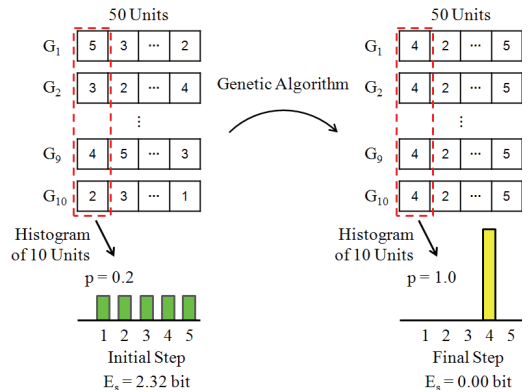 50 Units
G1 5 3 ... 2
G2 3 2 ... 4
⋮
G9 4 5 ... 3
G10 2 3 ... 1
Histogram
of 10 Units
p = 0.2
1 2 3 4 5
Initial Step
Es = 2.32 bit
Genetic Algorithm
50 Units
G1 4 2 ... 5
G2 4 2 ... 5
⋮
G9 4 2 ... 5
G10 4 2 ... 5
Histogram
of 10 Units
p = 1.0
1 2 3 4 5
Final Step
Es = 0.00 bit